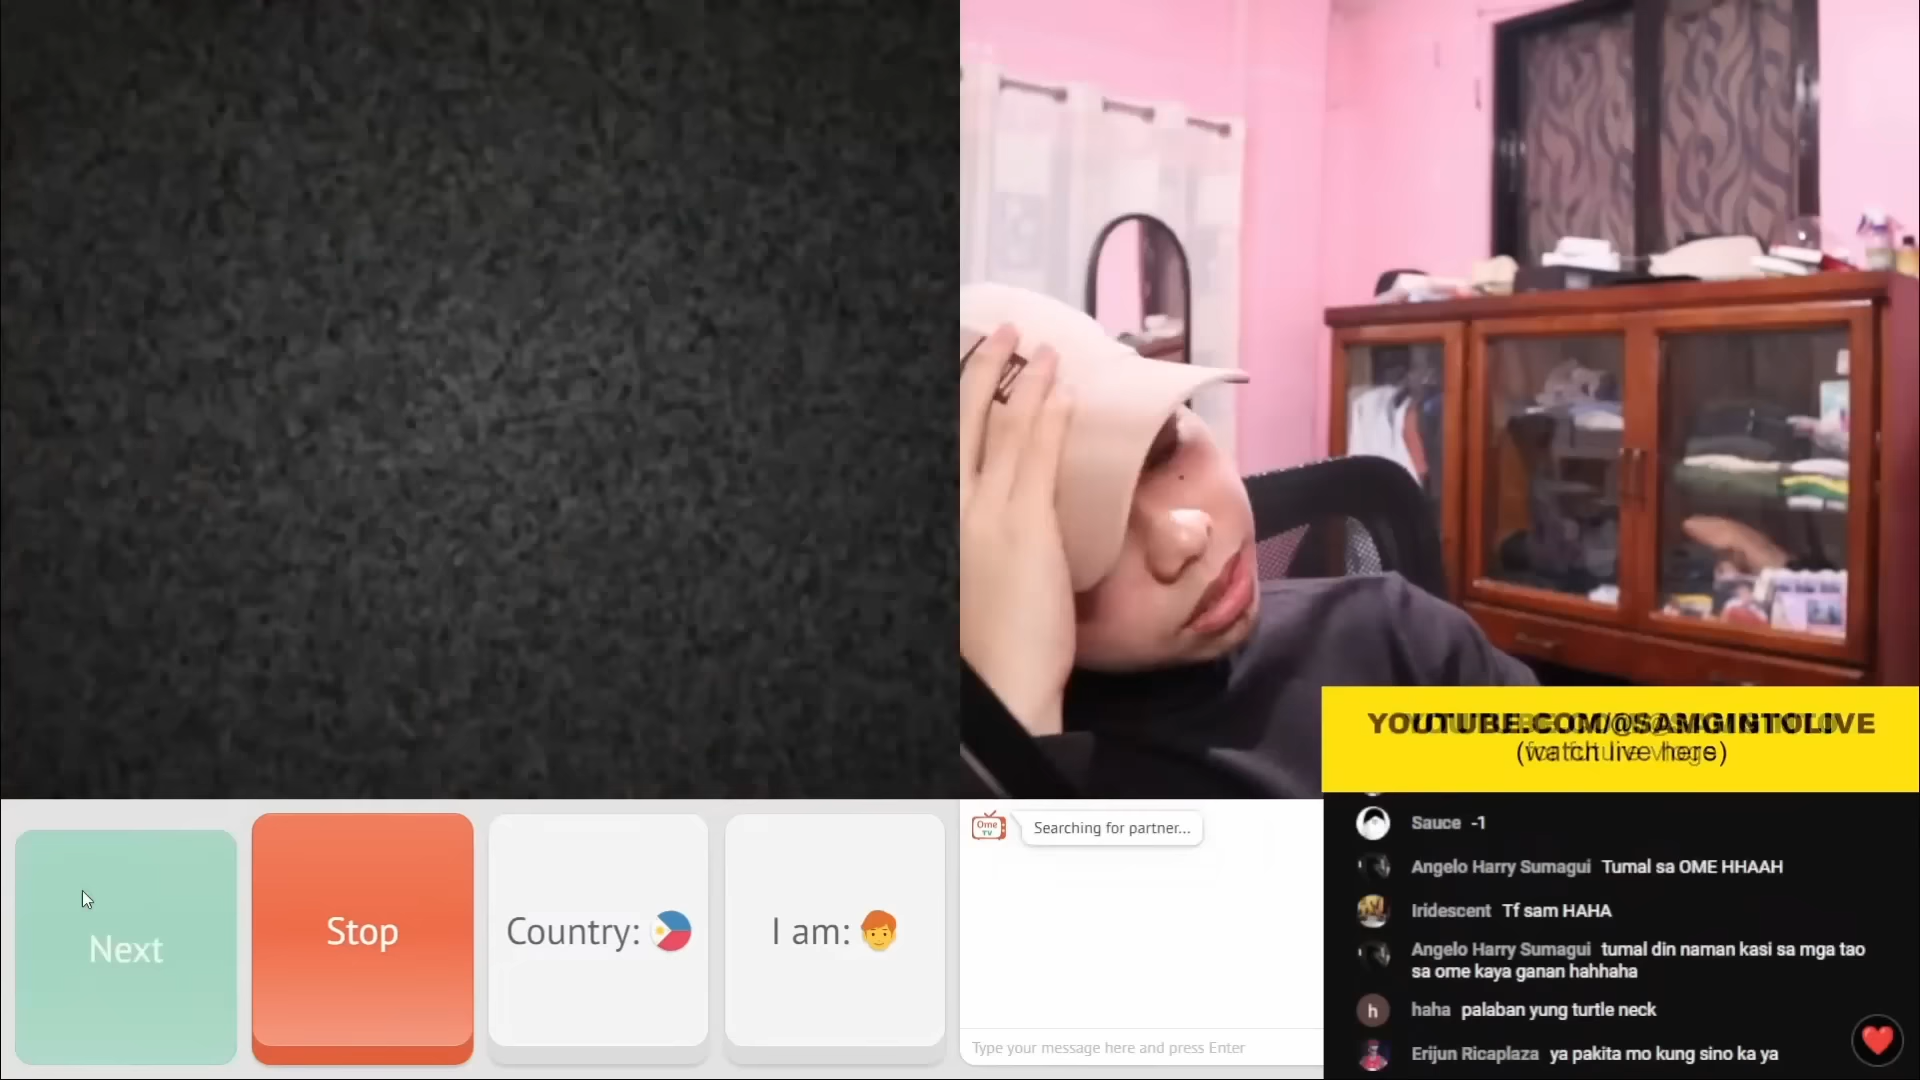 YOUTUBE.COM/@SAMGINTOLIVE
(watch live here)
Ome
TV
Searching for partner...
Next
Stop
Country:
I am:
Type your message here and press Enter
Sauce -1
Angelo Harry Sumagui Tumal sa OME HHAAH
Iridescent Tf sam HAHA
Angelo Harry Sumagui tumal din naman kasi sa mga tao
sa ome kaya ganan hahhaha
h
haha palaban yung turtle neck
Erijun Ricaplaza ya pakita mo kung sino ka ya